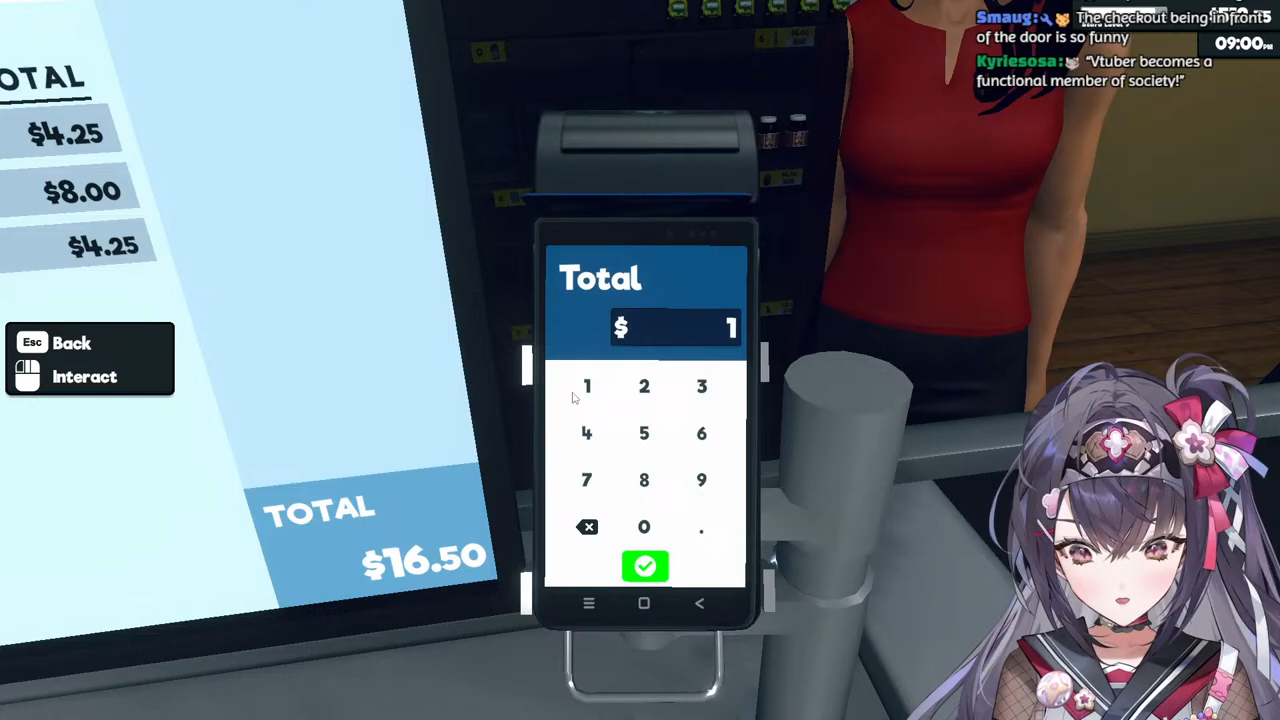 OTAL
$4.25
$8.00
$4.25
TOTAL
$16.50
Esc Back
Interact
Total
$ 1
1 2 3
4 5 6
7 8 9
0 .
Smaug: The checkout being in front
of the door is so funny
Kyriesosa: “Vtuber becomes a
functional member of society!”
09:00PM